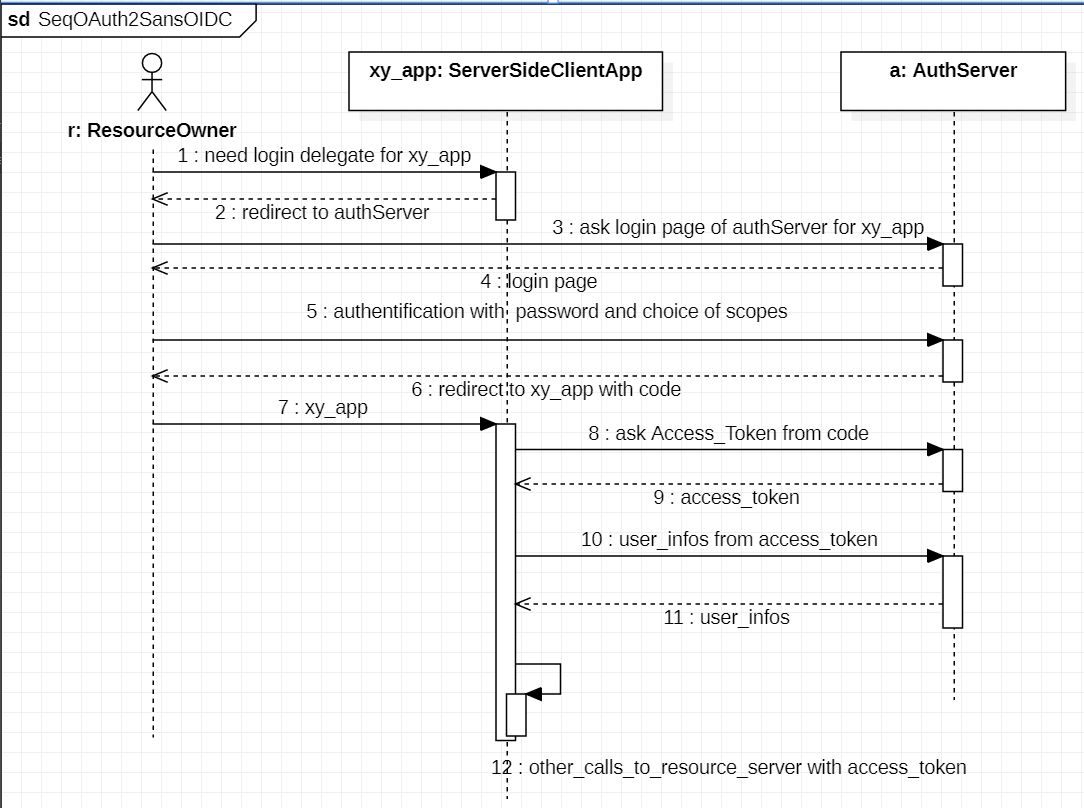 sd SeqOAuth2SansOIDC
xy_app: ServerSideClientApp
a: AuthServer
r: ResourceOwner
1 : need login delegate for xy_app
2 : redirect to authServer
3 : ask login page of authServer for xy_app
4 : login page
5 : authentification with password and choice of scopes
6 : redirect to xy_app with code
7 : xy_app
8 : ask Access_Token from code
9 : access_token
10 : user_infos from access_token
11 : user_infos
12 : other_calls_to_resource_server with access_token